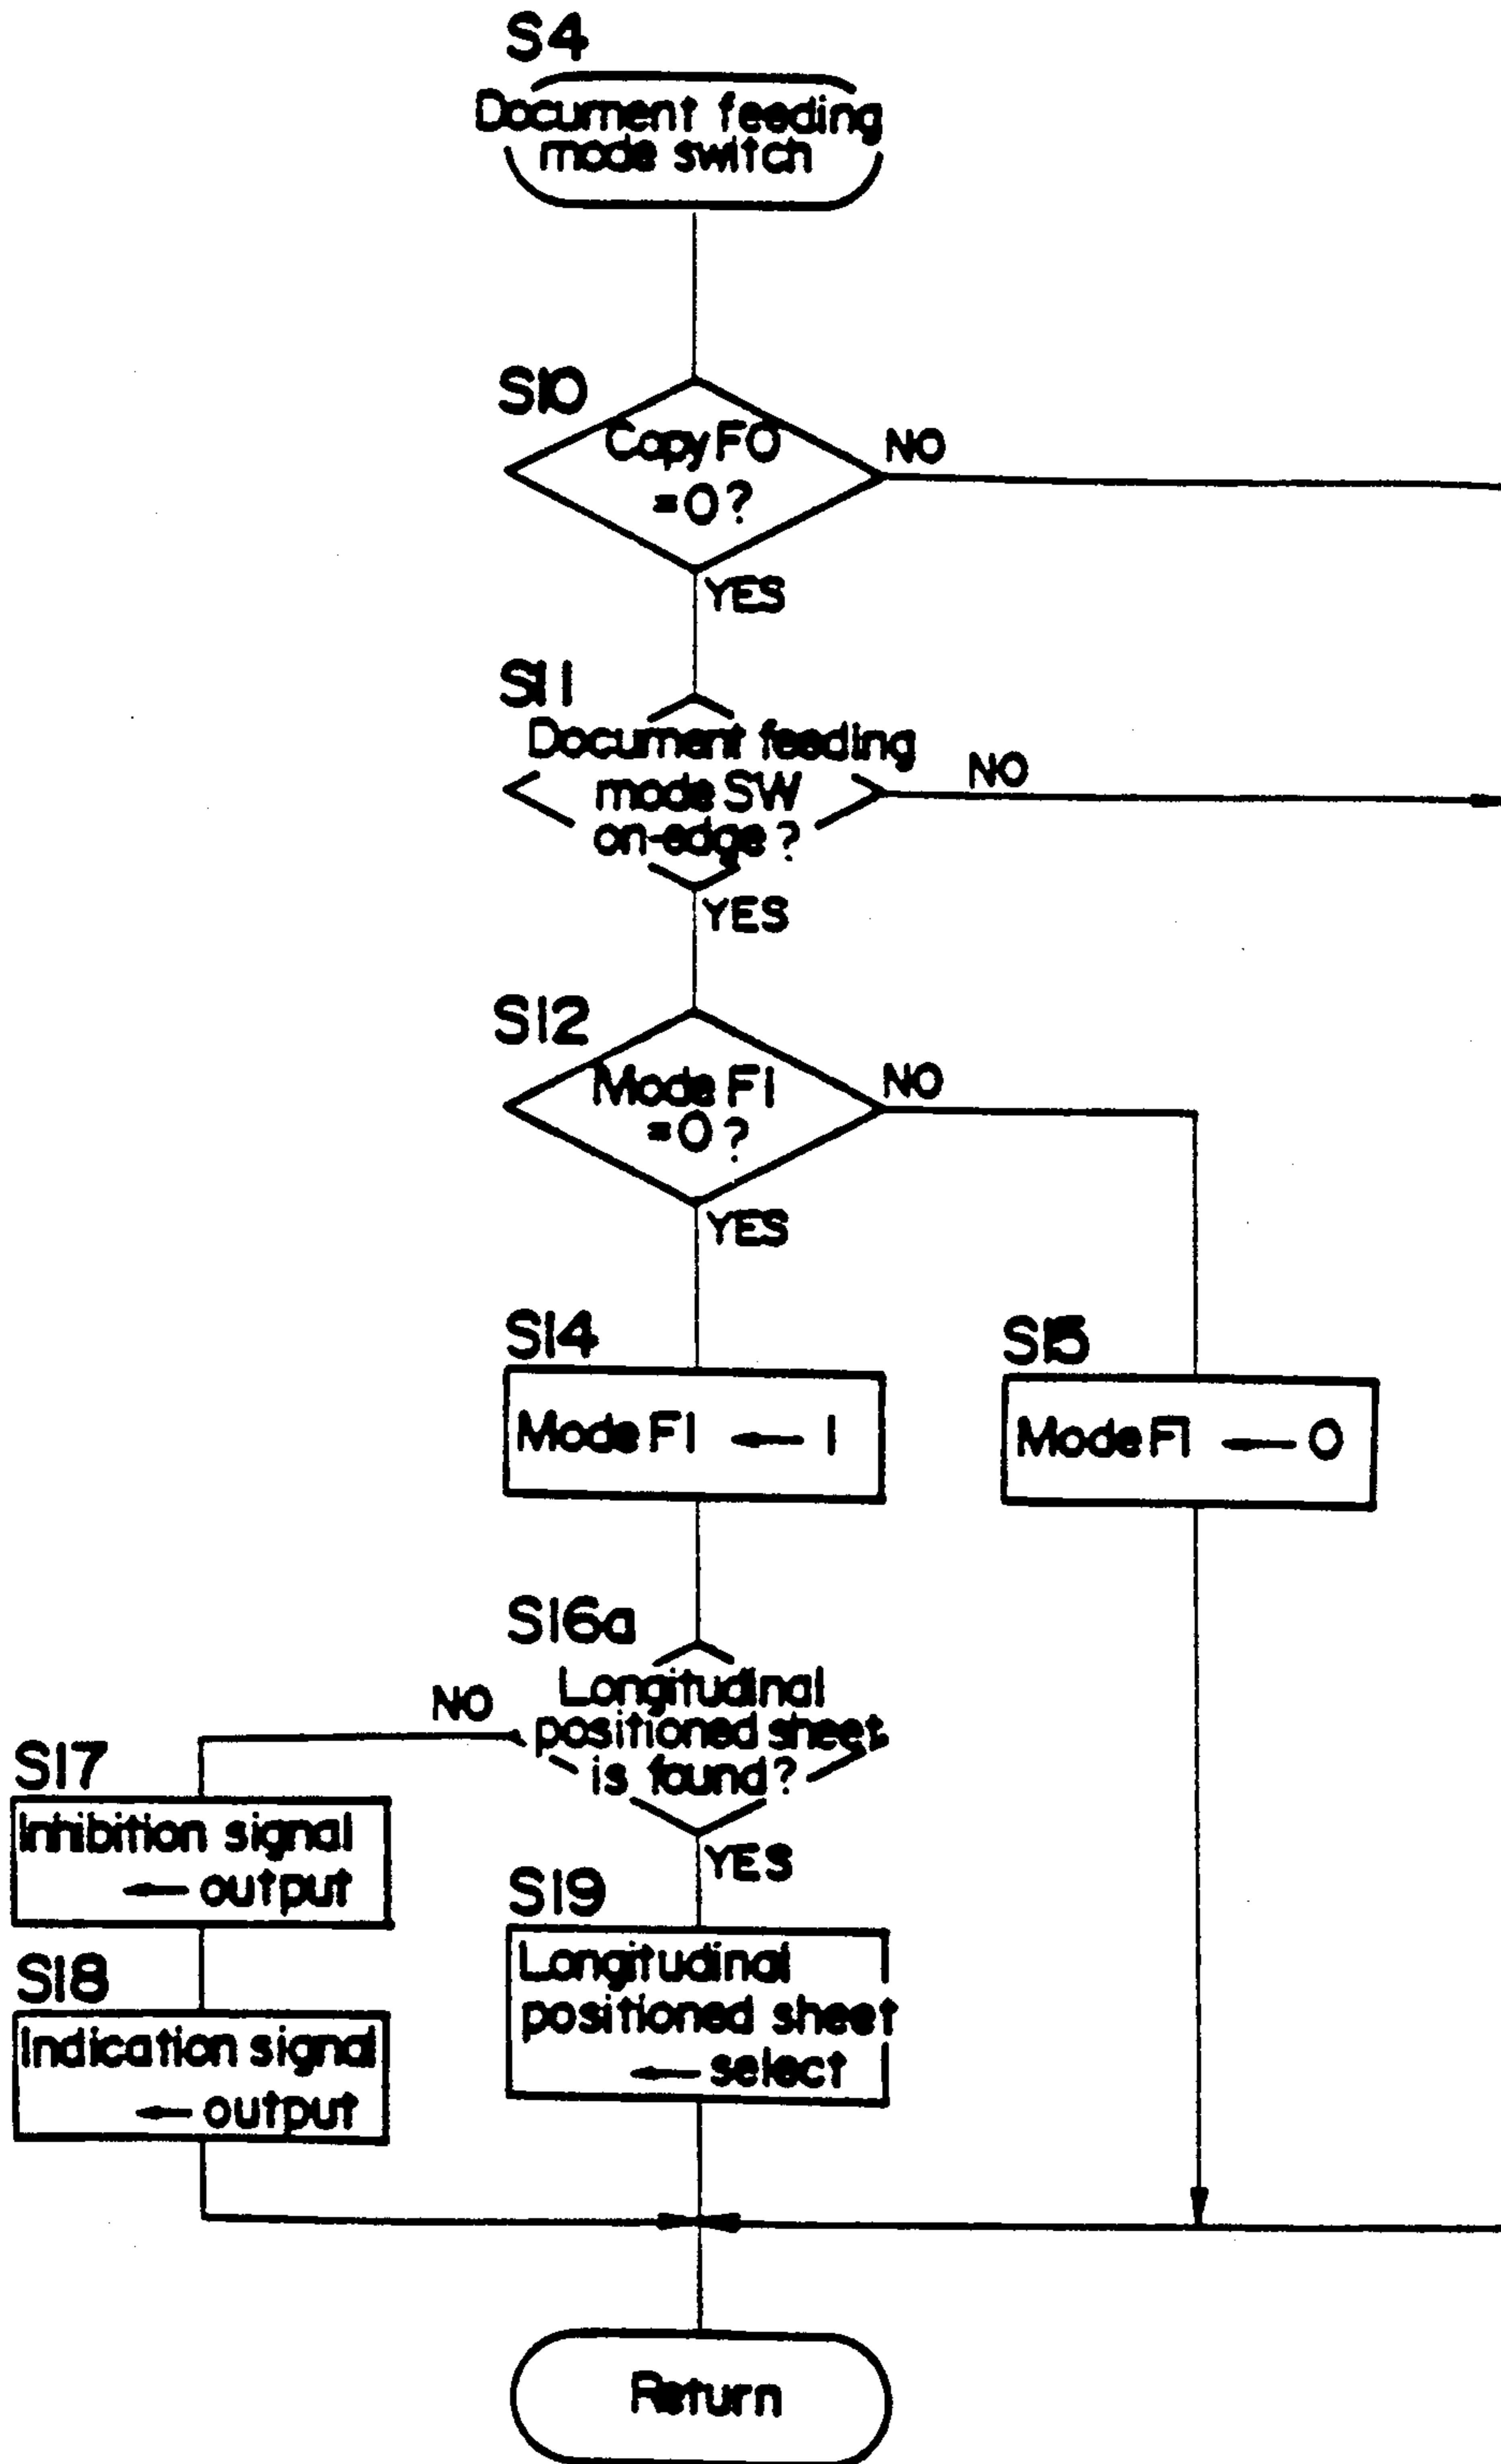 S4
Document feeding
mode switch
S10
Copy F0
=0?
NO
YES
S11
Document feeding
mode SW
on-edge?
NO
YES
S12
Mode F1
=0?
NO
YES
S14
Mode F1 ← 1
S15
Mode F1 ← 0
S16a
Longitudinal
positioned sheet
is found?
NO
YES
S17
Inhibition signal
← output
S18
Indication signal
← output
S19
Longitudinal
positioned sheet
← select
Return